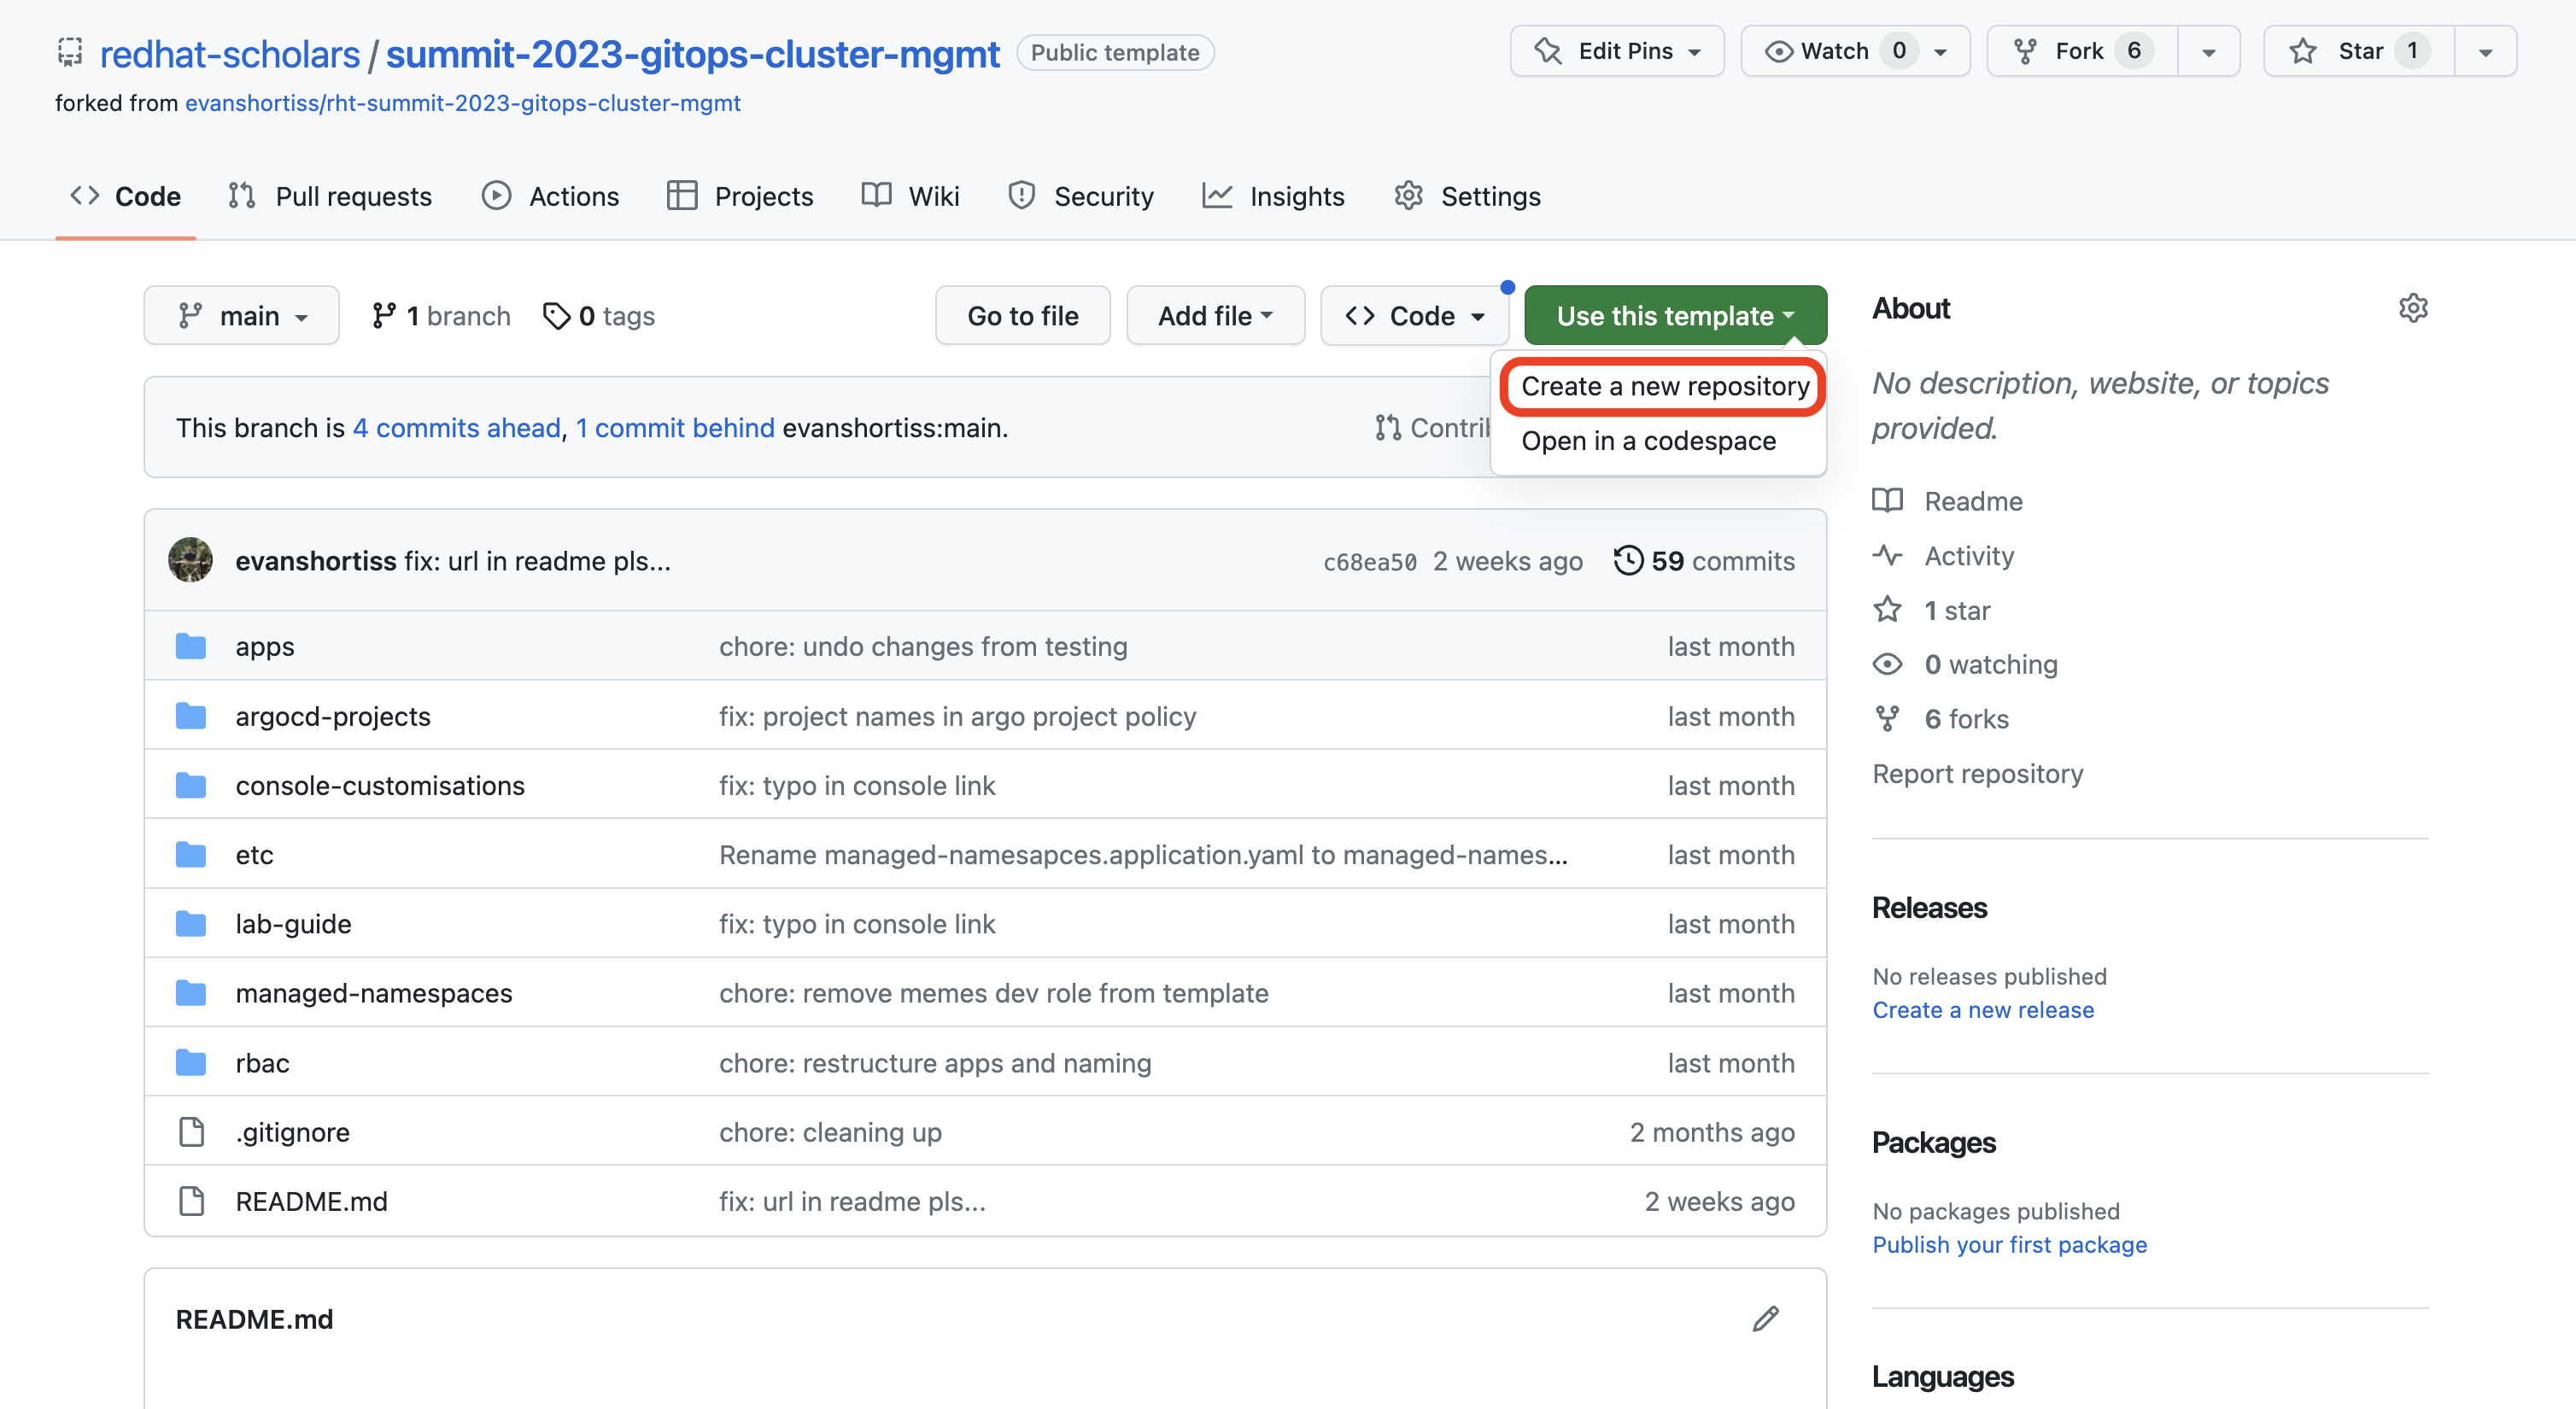 redhat-scholars / summit-2023-gitops-cluster-mgmt Public template Edit Pins Watch 0 Fork 6 Star 1
forked from evanshortiss/rht-summit-2023-gitops-cluster-mgmt
Code Pull requests Actions Projects Wiki Security Insights Settings
main 1 branch 0 tags Go to file Add file Code Use this template
Create a new repository
Open in a codespace
This branch is 4 commits ahead, 1 commit behind evanshortiss:main.
evanshortiss fix: url in readme pls... c68ea50 2 weeks ago 59 commits
apps chore: undo changes from testing last month
argocd-projects fix: project names in argo project policy last month
console-customisations fix: typo in console link last month
etc Rename managed-namesapces.application.yaml to managed-names... last month
lab-guide fix: typo in console link last month
managed-namespaces chore: remove memes dev role from template last month
rbac chore: restructure apps and naming last month
.gitignore chore: cleaning up 2 months ago
README.md fix: url in readme pls... 2 weeks ago
README.md
About
No description, website, or topics
provided.
Readme
Activity
1 star
0 watching
6 forks
Report repository
Releases
No releases published
Create a new release
Packages
No packages published
Publish your first package
Languages